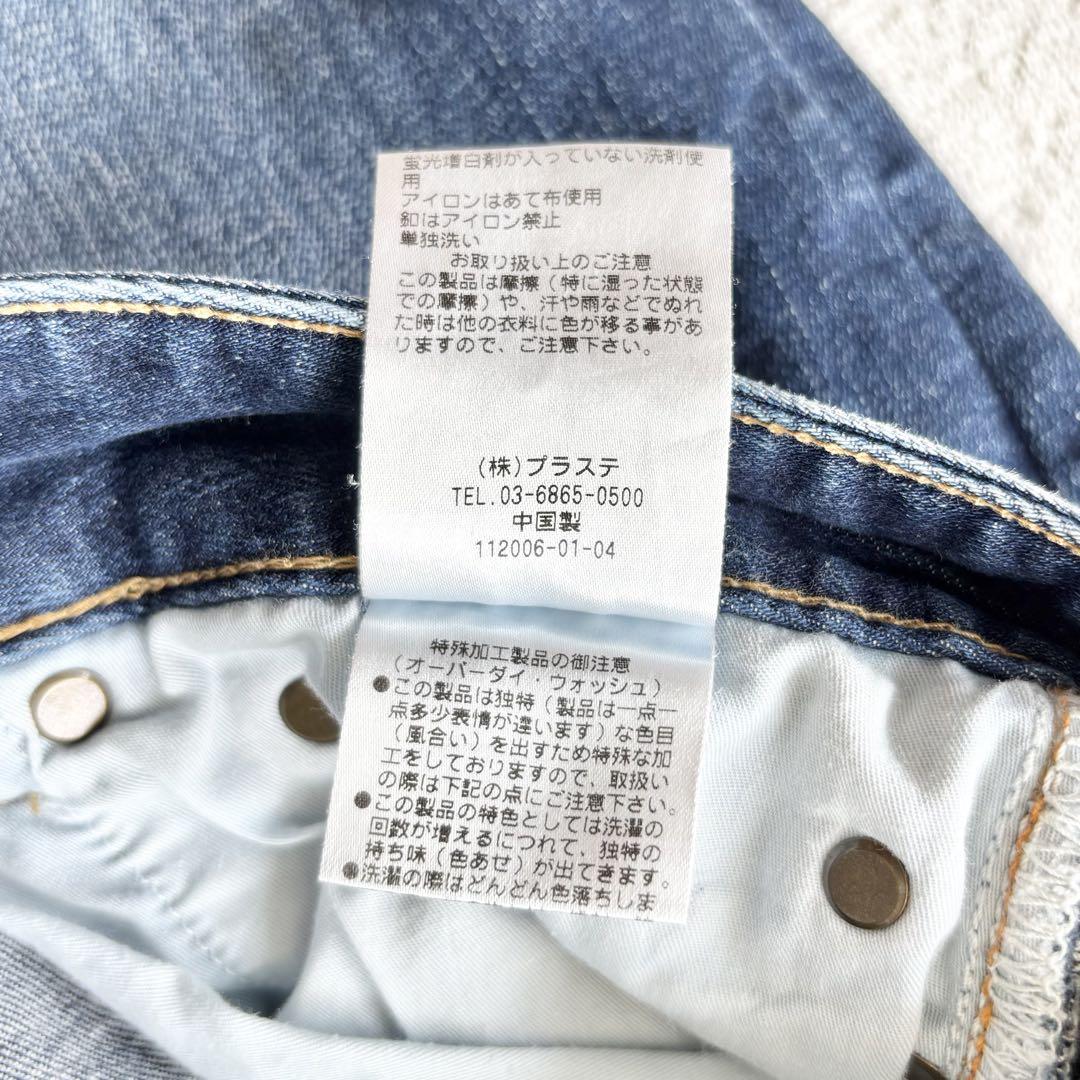 蛍光増白剤が入っていない洗剤使
用
アイロンはあて布使用
釦はアイロン禁止
単独洗い
お取り扱い上のご注意
この製品は摩擦（特に湿った状態
での摩擦）や、汗や雨などでぬれ
た時は他の衣料に色が移る事があ
りますので、ご注意下さい。
(株)プラステ
TEL.03-6865-0500
中国製
112006-01-04
特殊加工製品の御注意
（オーバーダイ・ウォッシュ）
●この製品は独特（製品は一点一
点多少表情が違います）な色目
（風合い）を出すため特殊な加
工をしておりますので、取扱い
の際は下記の点にご注意下さい。
●この製品の特色としては洗濯の
回数が増えるにつれて、独特の
持ち味（色あせ）が出てきます。
●洗濯の際はどんどん色落ちしま